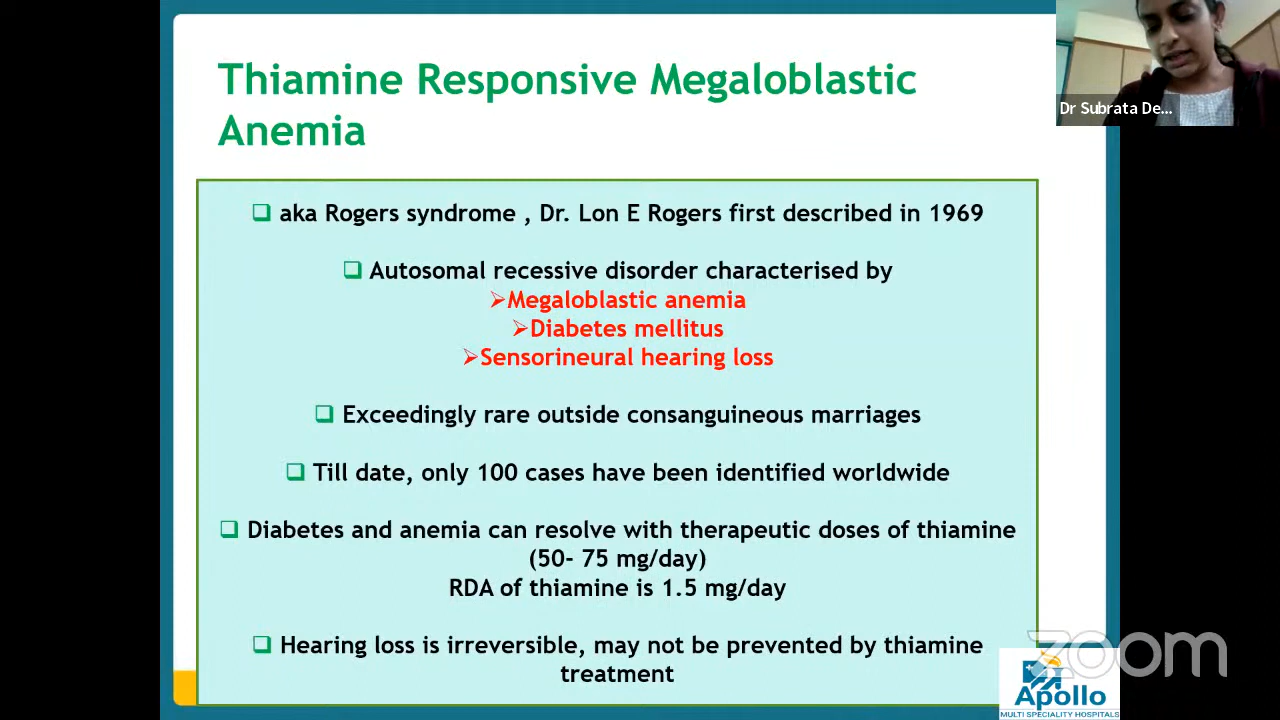 Thiamine Responsive Megaloblastic
Anemia
Dr Subrata De...
aka Rogers syndrome , Dr. Lon E Rogers first described in 1969
Autosomal recessive disorder characterised by
Megaloblastic anemia
Diabetes mellitus
Sensorineural hearing loss
Exceedingly rare outside consanguineous marriages
Till date, only 100 cases have been identified worldwide
Diabetes and anemia can resolve with therapeutic doses of thiamine
(50- 75 mg/day)
RDA of thiamine is 1.5 mg/day
Hearing loss is irreversible, may not be prevented by thiamine
treatment
zoom
Apollo
MULTI SPECIALITY HOSPITALS